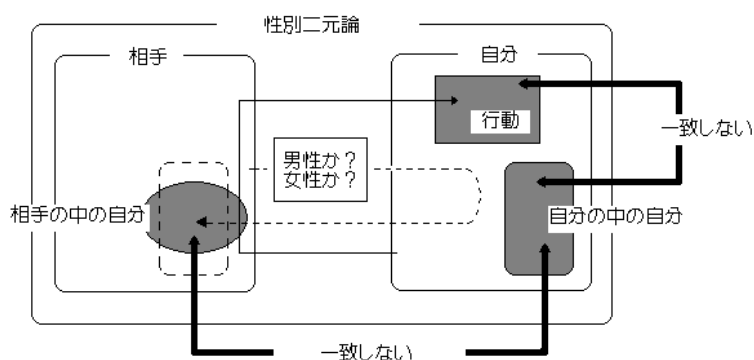 性別二元論
相手
自分
行動
一致しない
男性か？
女性か？
相手の中の自分
自分の中の自分
一致しない